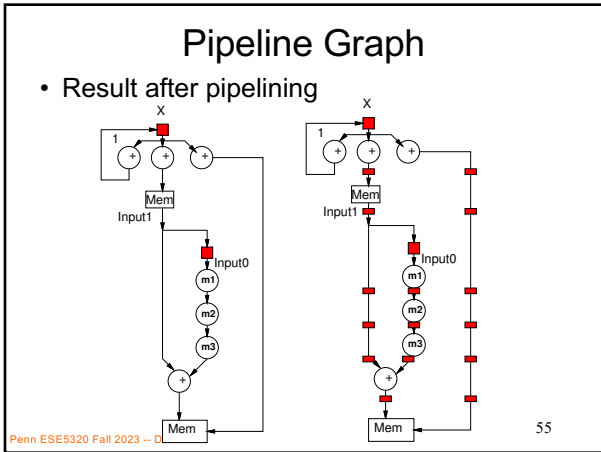 Pipeline Graph
• Result after pipelining
X
1
+ + +
Mem
Input1
Input0
m1
m2
m3
+
Mem
X
1
+ + +
Mem
Input1
Input0
m1
m2
m3
+
Mem
Penn ESE5320 Fall 2023 -- D
55